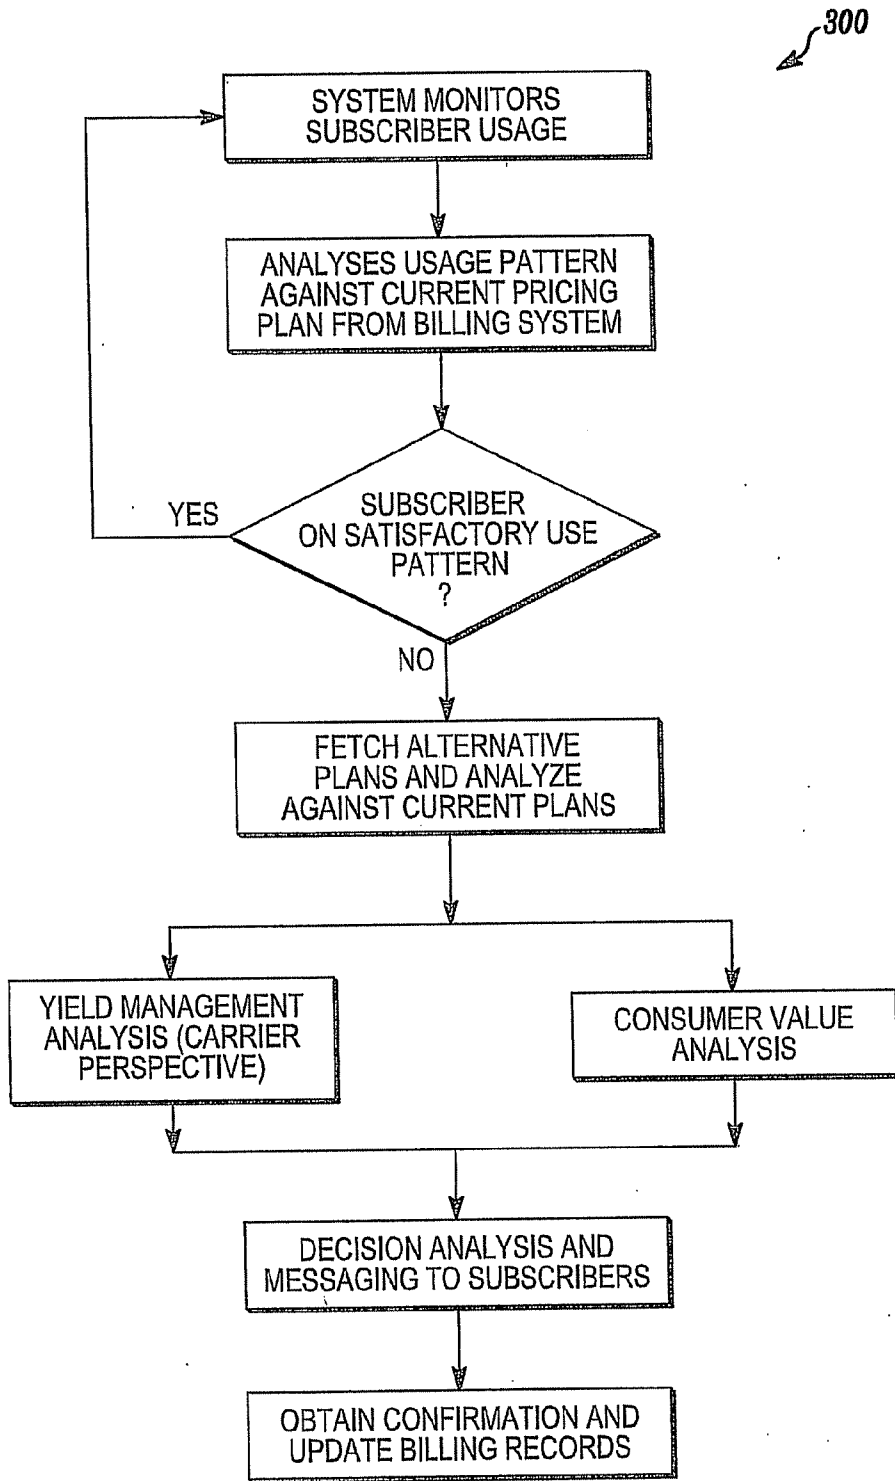 300
SYSTEM MONITORS
SUBSCRIBER USAGE
ANALYSES USAGE PATTERN
AGAINST CURRENT PRICING
PLAN FROM BILLING SYSTEM
YES
SUBSCRIBER
ON SATISFACTORY USE
PATTERN
?
NO
FETCH ALTERNATIVE
PLANS AND ANALYZE
AGAINST CURRENT PLANS
YIELD MANAGEMENT
ANALYSIS (CARRIER
PERSPECTIVE)
CONSUMER VALUE
ANALYSIS
DECISION ANALYSIS AND
MESSAGING TO SUBSCRIBERS
OBTAIN CONFIRMATION AND
UPDATE BILLING RECORDS